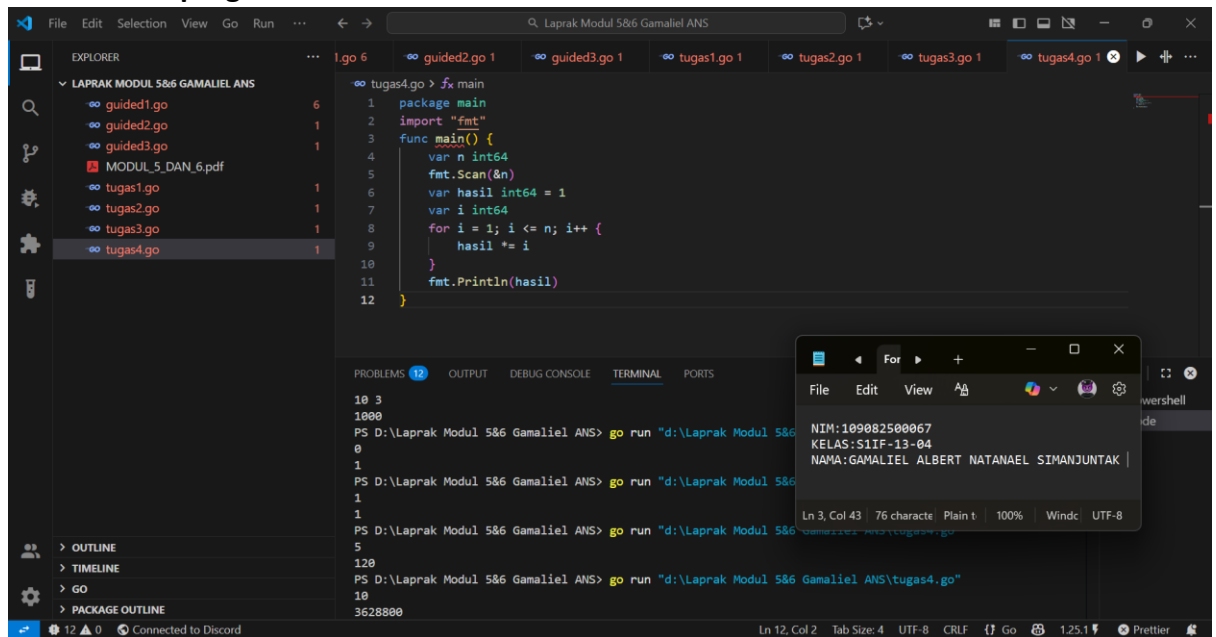 File Edit Selection View Go Run ...
Laprak Modul 5&6 Gamaliel ANS
EXPLORER
1.go 6 guided2.go 1 guided3.go 1 tugas1.go 1 tugas2.go 1 tugas3.go 1 tugas4.go 1
LAPRAK MODUL 5&6 GAMALIEL ANS
guided1.go 6
guided2.go 1
guided3.go 1
MODUL_5_DAN_6.pdf
tugas1.go 1
tugas2.go 1
tugas3.go 1
tugas4.go 1
OUTLINE
TIMELINE
GO
PACKAGE OUTLINE
tugas4.go > main
1 package main
2 import "fmt"
3 func main() {
4 var n int64
5 fmt.Scan(&n)
6 var hasil int64 = 1
7 var i int64
8 for i = 1; i <= n; i++ {
9 hasil *= i
10 }
11 fmt.Println(hasil)
12 }
PROBLEMS 12 OUTPUT DEBUG CONSOLE TERMINAL PORTS
10 3
1000
PS D:\Laprak Modul 5&6 Gamaliel ANS> go run "d:\Laprak Modul 5&6
0
1
PS D:\Laprak Modul 5&6 Gamaliel ANS> go run "d:\Laprak Modul 5&6
1
1
PS D:\Laprak Modul 5&6 Gamaliel ANS> go run "d:\Laprak Modul 5&6 Gamaliel ANS\tugas4.go"
5
120
PS D:\Laprak Modul 5&6 Gamaliel ANS> go run "d:\Laprak Modul 5&6 Gamaliel ANS\tugas4.go"
10
3628800
wershell
de
For
File Edit View
NIM:109082500067
KELAS:S1IF-13-04
NAMA:GAMALIEL ALBERT NATANAEL SIMANJUNTAK
Ln 3, Col 43 76 characte Plain t 100% Windc UTF-8
12 0 Connected to Discord Ln 12, Col 2 Tab Size: 4 UTF-8 CRLF {} Go 1.25.1 Prettier